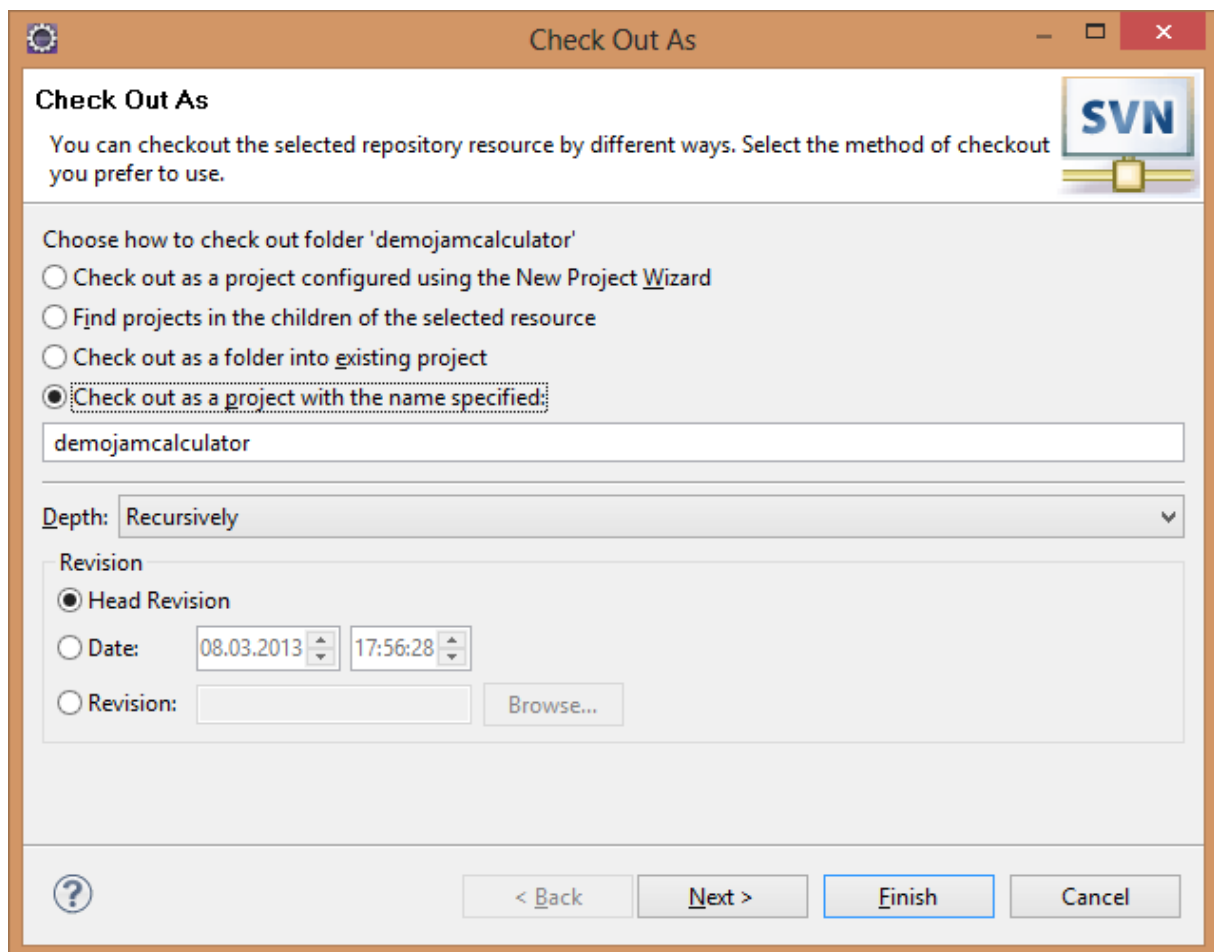 Check Out As
Check Out As
You can checkout the selected repository resource by different ways. Select the method of checkout
you prefer to use.
SVN
Choose how to check out folder 'demojamcalculator'
Check out as a project configured using the New Project Wizard
Find projects in the children of the selected resource
Check out as a folder into existing project
Check out as a project with the name specified:
demojamcalculator
Depth: Recursively
Revision
Head Revision
Date: 08.03.2013 17:56:28
Revision: Browse...
? < Back Next > Finish Cancel